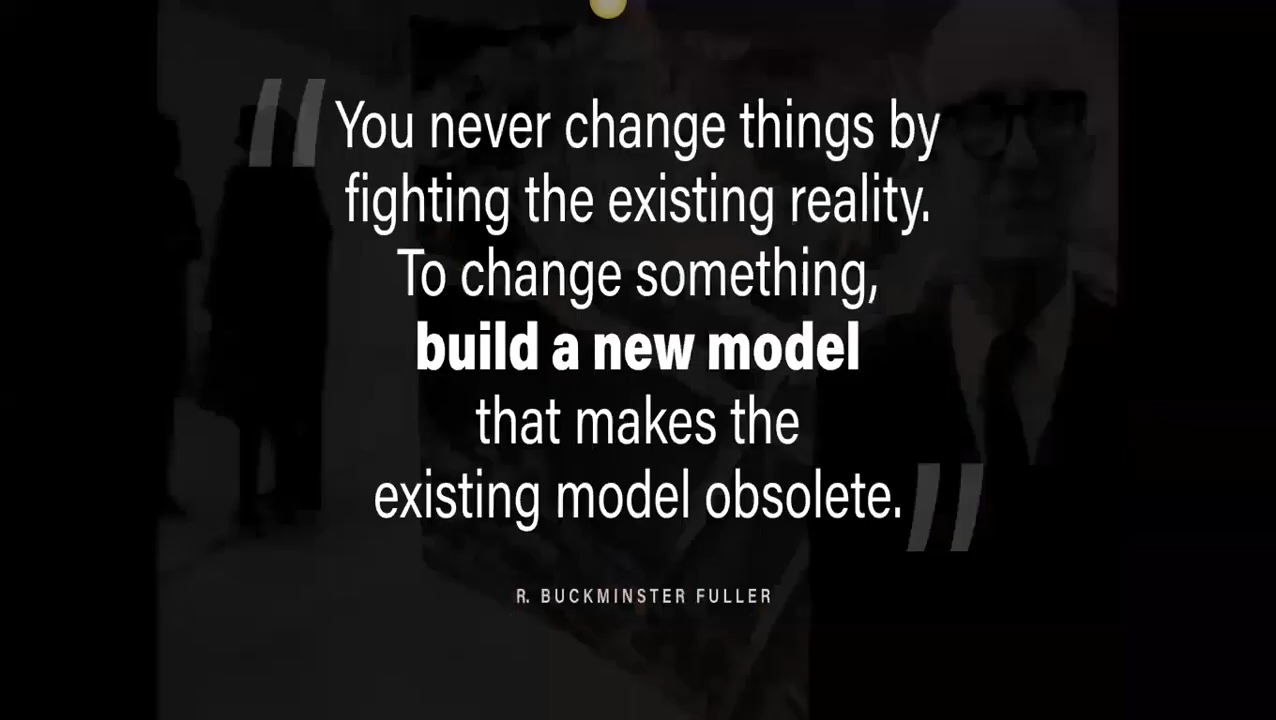 "You never change things by
fighting the existing reality.
To change something,
build a new model
that makes the
existing model obsolete."
R. BUCKMINSTER FULLER